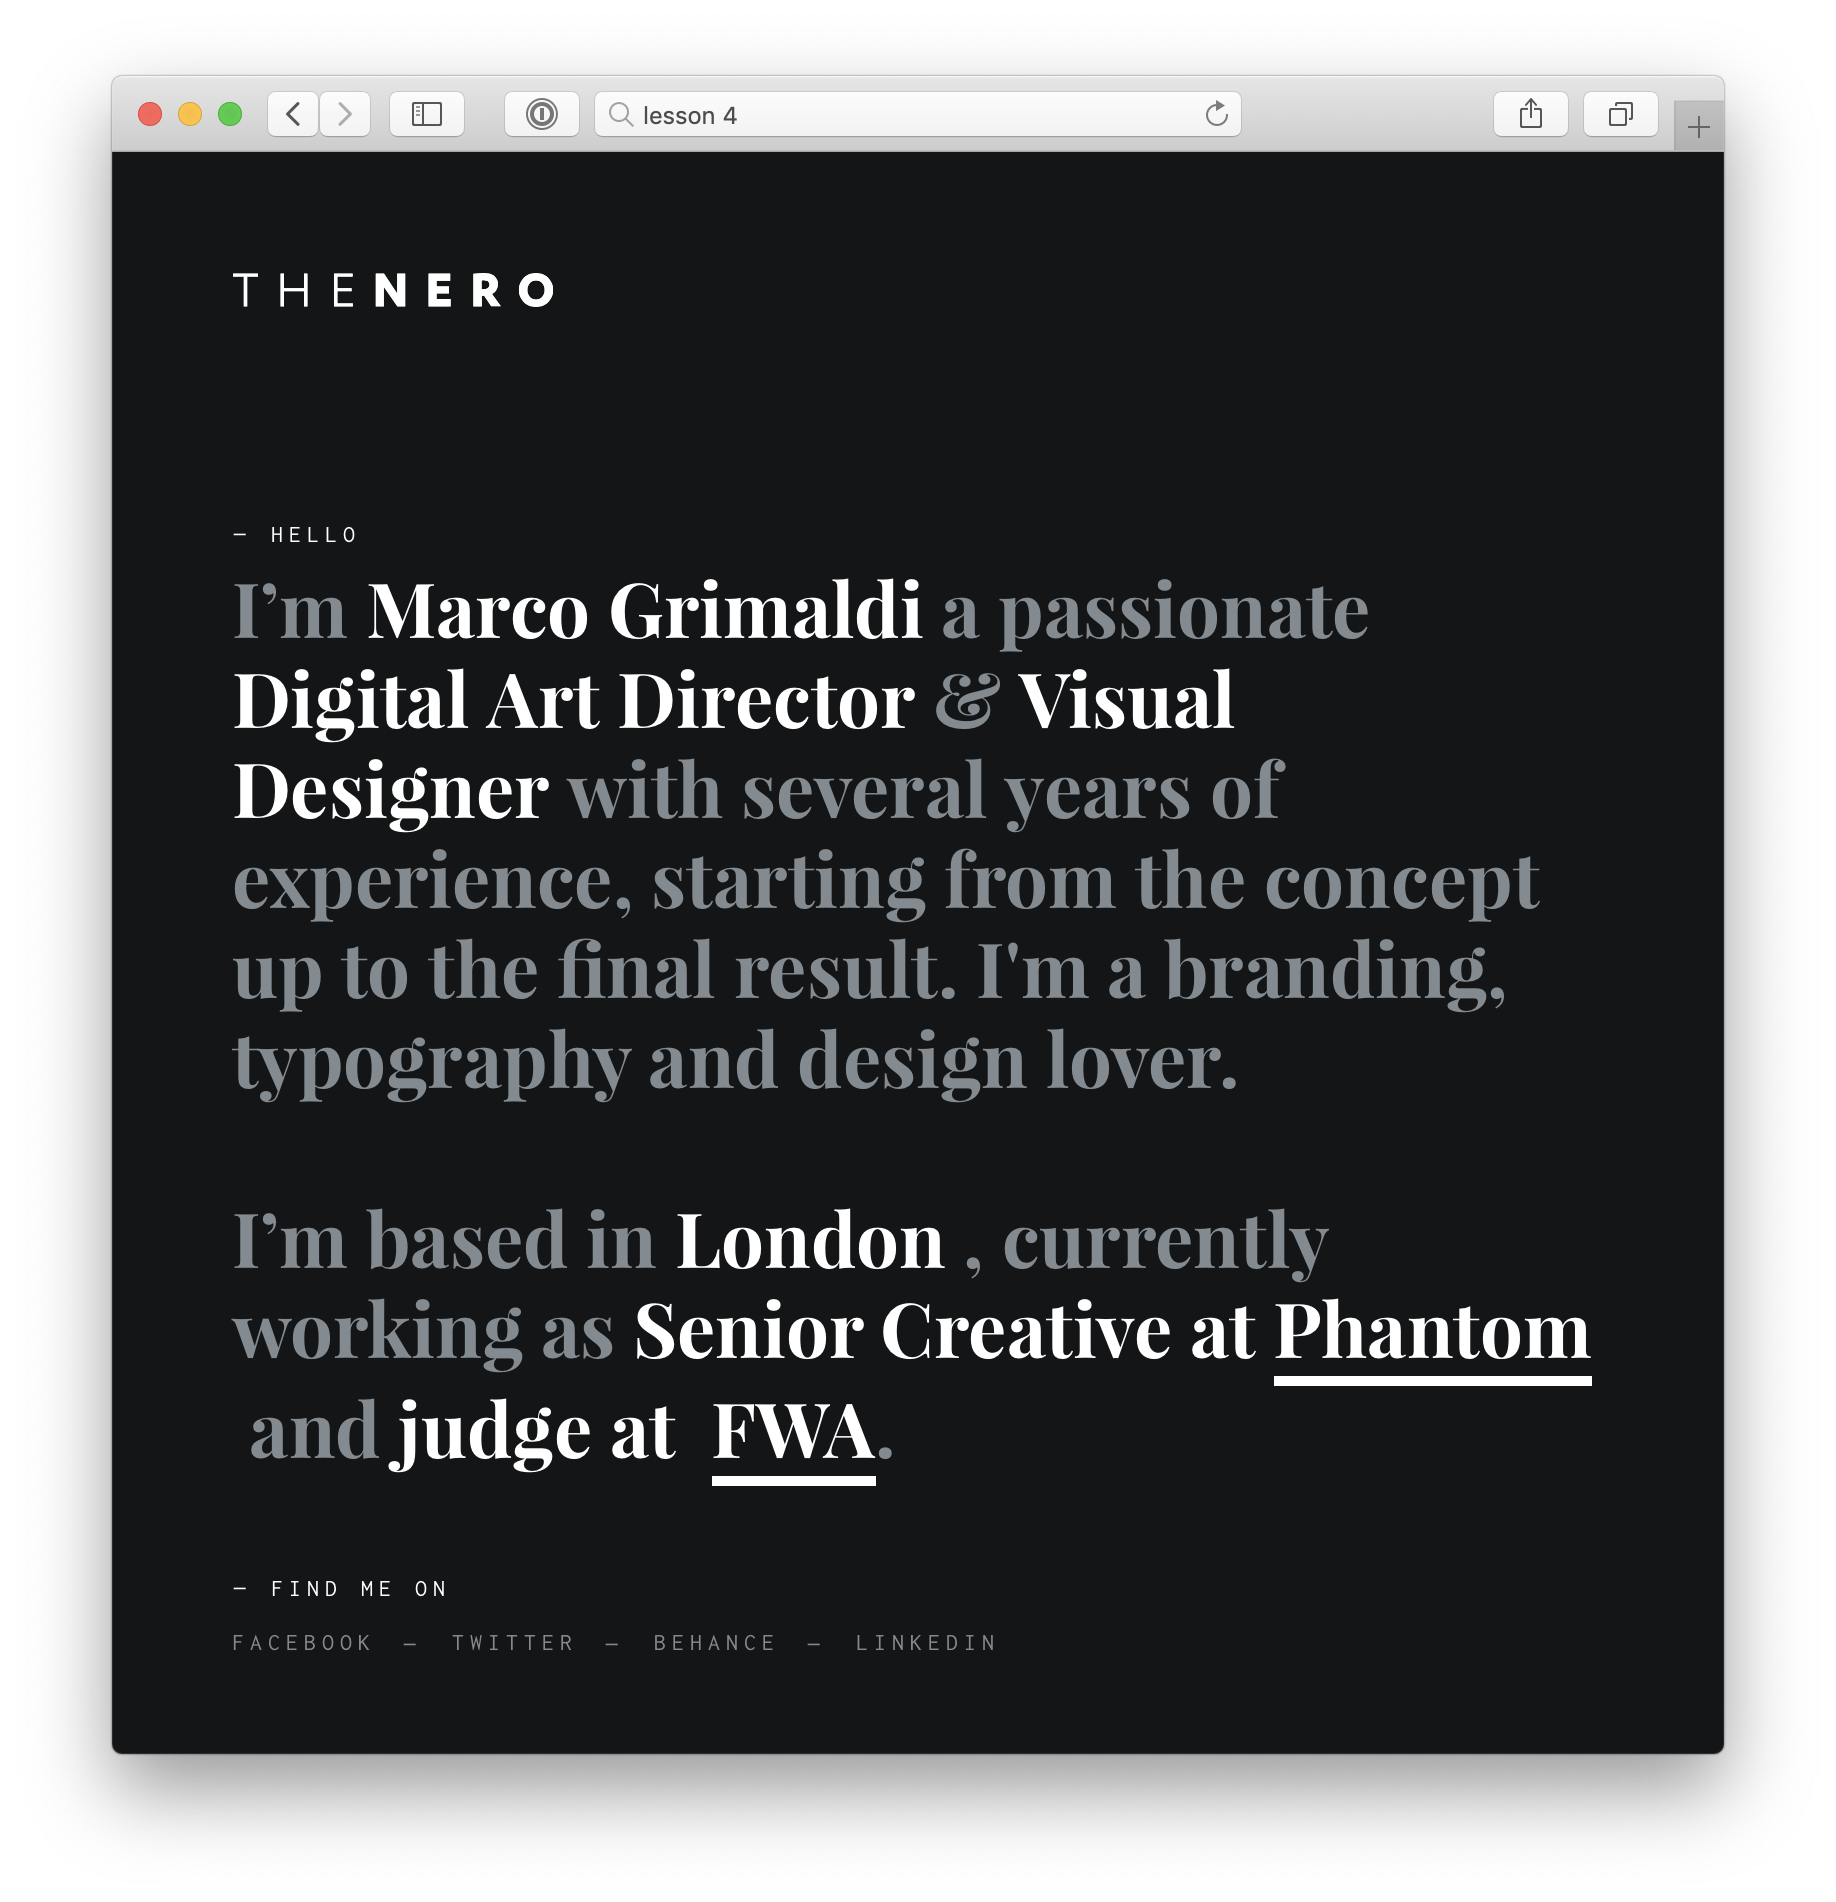 lesson 4
THENERO
— HELLO
I’m Marco Grimaldi a passionate
Digital Art Director & Visual
Designer with several years of
experience, starting from the concept
up to the final result. I'm a branding,
typography and design lover.
I’m based in London , currently
working as Senior Creative at Phantom
and judge at FWA.
— FIND ME ON
FACEBOOK — TWITTER — BEHANCE — LINKEDIN